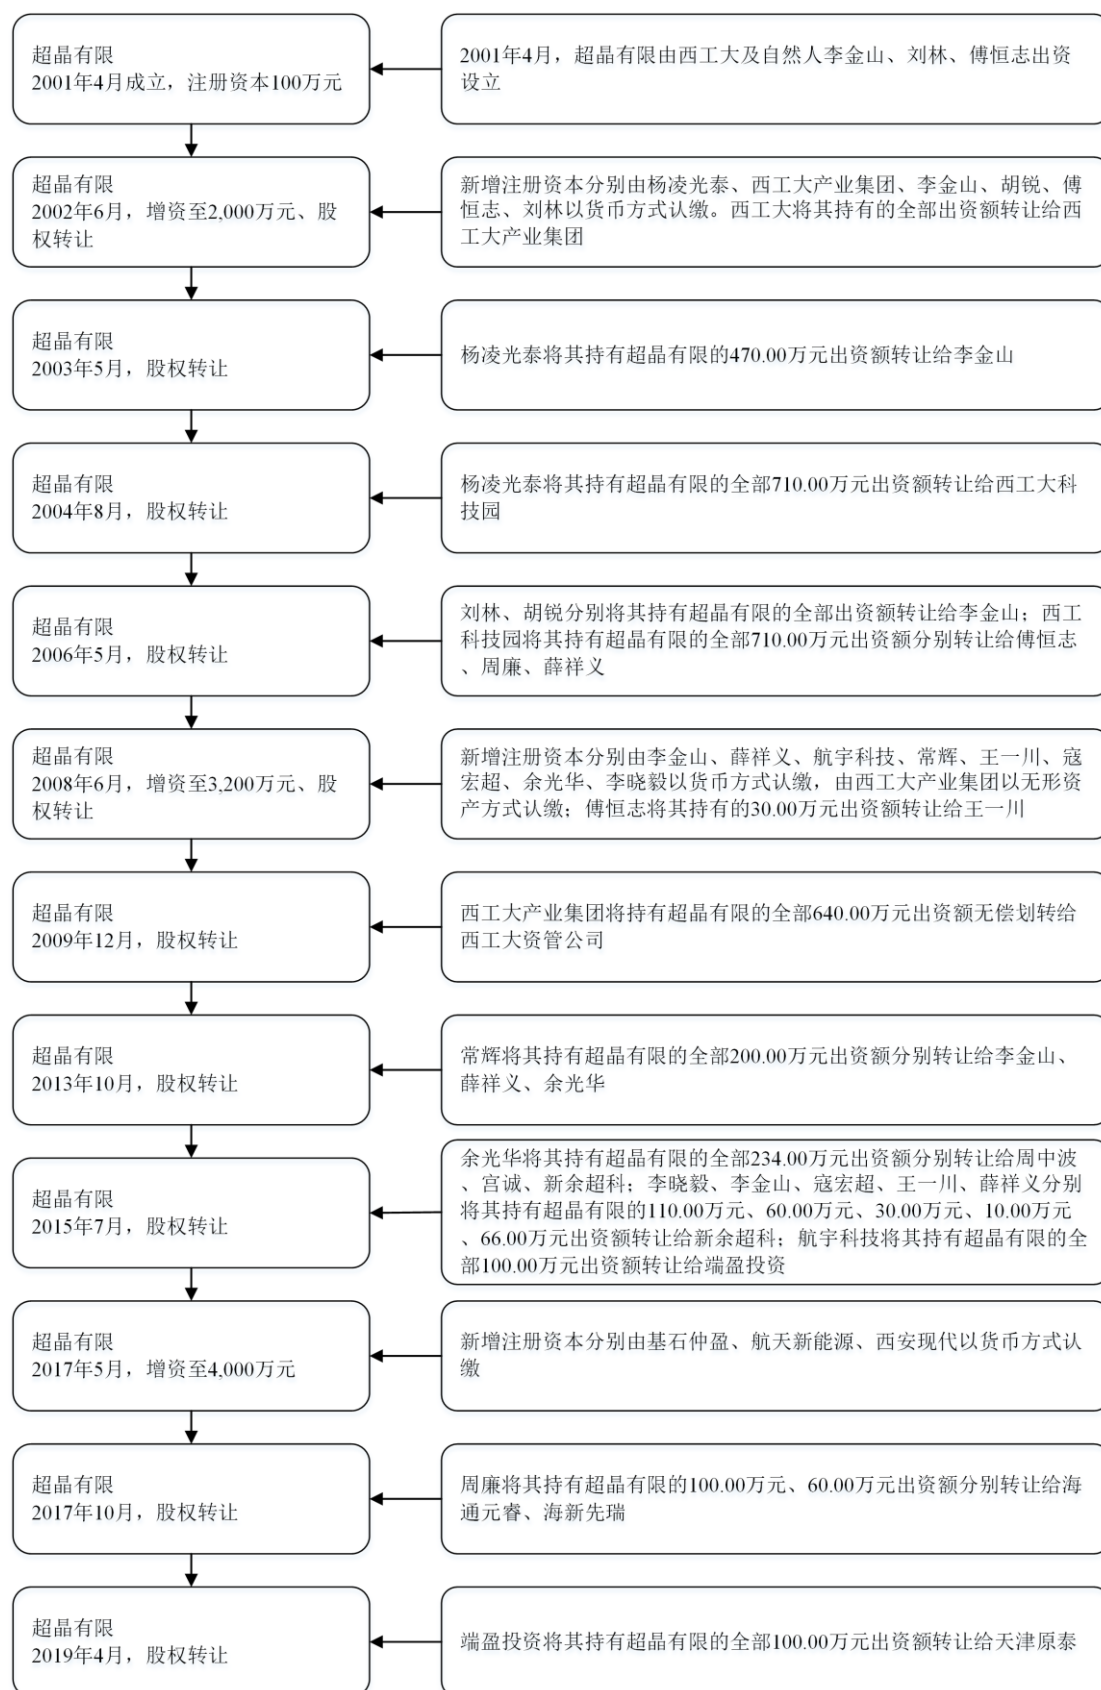 超晶有限
2001年4月成立，注册资本100万元
2001年4月，超晶有限由西工大及自然人李金山、刘林、傅恒志出资
设立
超晶有限
2002年6月，增资至2,000万元、股
权转让
新增注册资本分别由杨凌光泰、西工大产业集团、李金山、胡锐、傅
恒志、刘林以货币方式认缴。西工大将其持有的全部出资额转让给西
工大产业集团
超晶有限
2003年5月，股权转让
杨凌光泰将其持有超晶有限的470.00万元出资额转让给李金山
超晶有限
2004年8月，股权转让
杨凌光泰将其持有超晶有限的全部710.00万元出资额转让给西工大科
技园
超晶有限
2006年5月，股权转让
刘林、胡锐分别将其持有超晶有限的全部出资额转让给李金山；西工
科技园将其持有超晶有限的全部710.00万元出资额分别转让给傅恒志
、周廉、薛祥义
超晶有限
2008年6月，增资至3,200万元、股
权转让
新增注册资本分别由李金山、薛祥义、航宇科技、常辉、王一川、寇
宏超、余光华、李晓毅以货币方式认缴，由西工大产业集团以无形资
产方式认缴；傅恒志将其持有的30.00万元出资额转让给王一川
超晶有限
2009年12月，股权转让
西工大产业集团将持有超晶有限的全部640.00万元出资额无偿划转给
西工大资管公司
超晶有限
2013年10月，股权转让
常辉将其持有超晶有限的全部200.00万元出资额分别转让给李金山、
薛祥义、余光华
超晶有限
2015年7月，股权转让
余光华将其持有超晶有限的全部234.00万元出资额分别转让给周中波
、宫诚、新余超科；李晓毅、李金山、寇宏超、王一川、薛祥义分别
将其持有超晶有限的110.00万元、60.00万元、30.00万元、10.00万元
、66.00万元出资额转让给新余超科；航宇科技将其持有超晶有限的全
部100.00万元出资额转让给端盈投资
超晶有限
2017年5月，增资至4,000万元
新增注册资本分别由基石仲盈、航天新能源、西安现代以货币方式认
缴
超晶有限
2017年10月，股权转让
周廉将其持有超晶有限的100.00万元、60.00万元出资额分别转让给海
通元睿、海新先瑞
超晶有限
2019年4月，股权转让
端盈投资将其持有超晶有限的全部100.00万元出资额转让给天津原泰